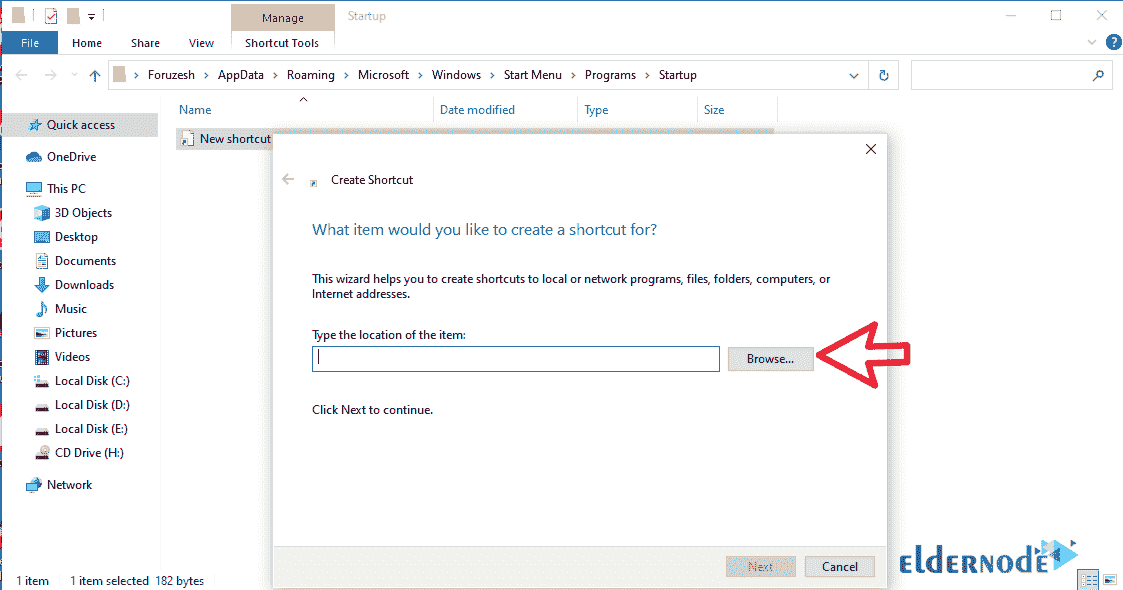 Manage
Startup
File
Home
Share
View
Shortcut Tools
?
Foruzesh > AppData > Roaming > Microsoft > Windows > Start Menu > Programs > Startup
Name
Date modified
Type
Size
Quick access
OneDrive
This PC
3D Objects
Desktop
Documents
Downloads
Music
Pictures
Videos
Local Disk (C:)
Local Disk (D:)
Local Disk (E:)
CD Drive (H:)
Network
New shortcut
Create Shortcut
What item would you like to create a shortcut for?
This wizard helps you to create shortcuts to local or network programs, files, folders, computers, or
Internet addresses.
Type the location of the item:
Browse...
Click Next to continue.
Next
Cancel
eldernode
1 item
1 item selected 182 bytes